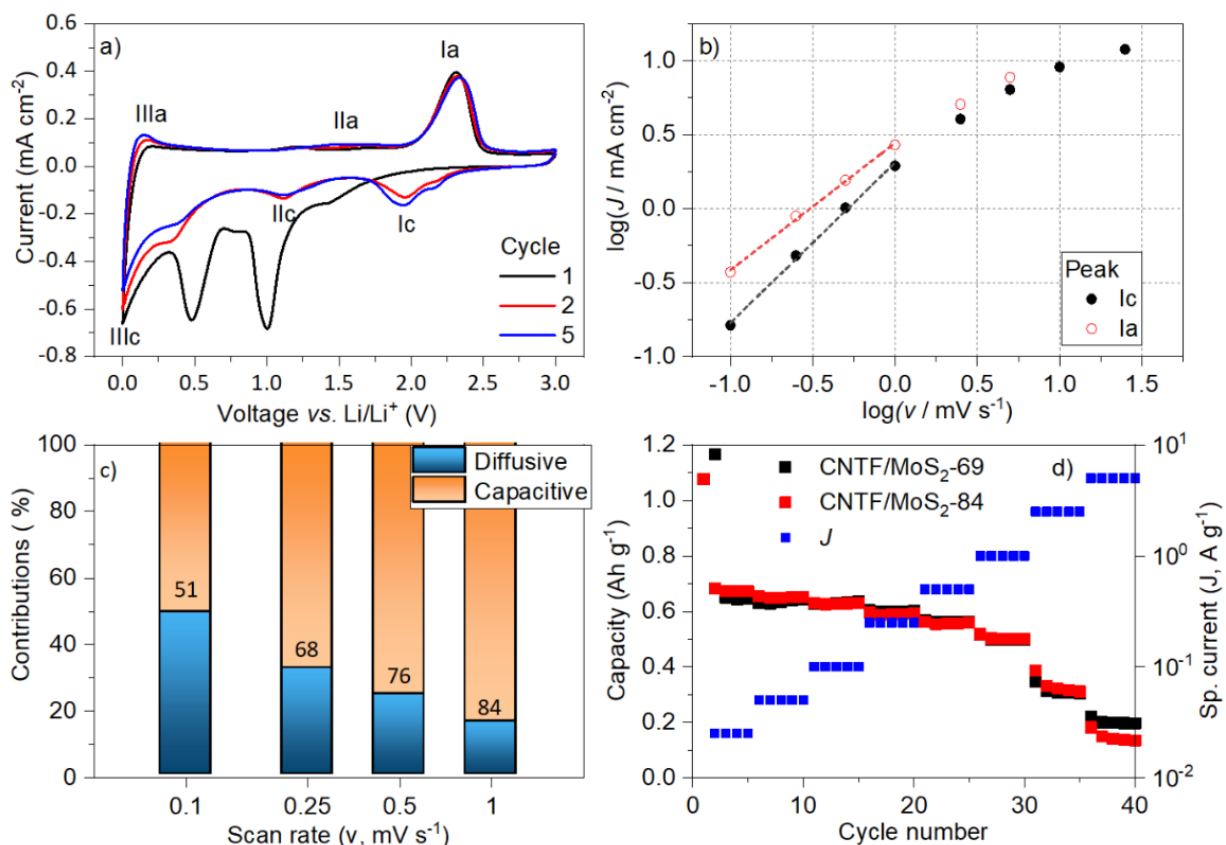 a)
Ia
IIIa
IIa
IIc
Ic
IIIc
Cycle
1
2
5
0.6
0.4
0.2
0.0
-0.2
-0.4
-0.6
-0.8
Current (mA cm⁻²)
0.0 0.5 1.0 1.5 2.0 2.5 3.0
Voltage vs. Li/Li⁺ (V)
b)
1.0
0.5
0.0
-0.5
-1.0
log(J / mA cm⁻²)
Peak
Ic
Ia
-1.0 -0.5 0.0 0.5 1.0 1.5
log(v / mV s⁻¹)
c)
Diffusive
Capacitive
100
80
60
40
20
0
Contributions ( %)
51
68
76
84
0.1 0.25 0.5 1
Scan rate (v, mV s⁻¹)
d)
CNTF/MoS₂-69
CNTF/MoS₂-84
J
1.2
1.0
0.8
0.6
0.4
0.2
0.0
Capacity (Ah g⁻¹)
10¹
10⁰
10⁻¹
10⁻²
Sp. current (J, A g⁻¹)
0 10 20 30 40
Cycle number